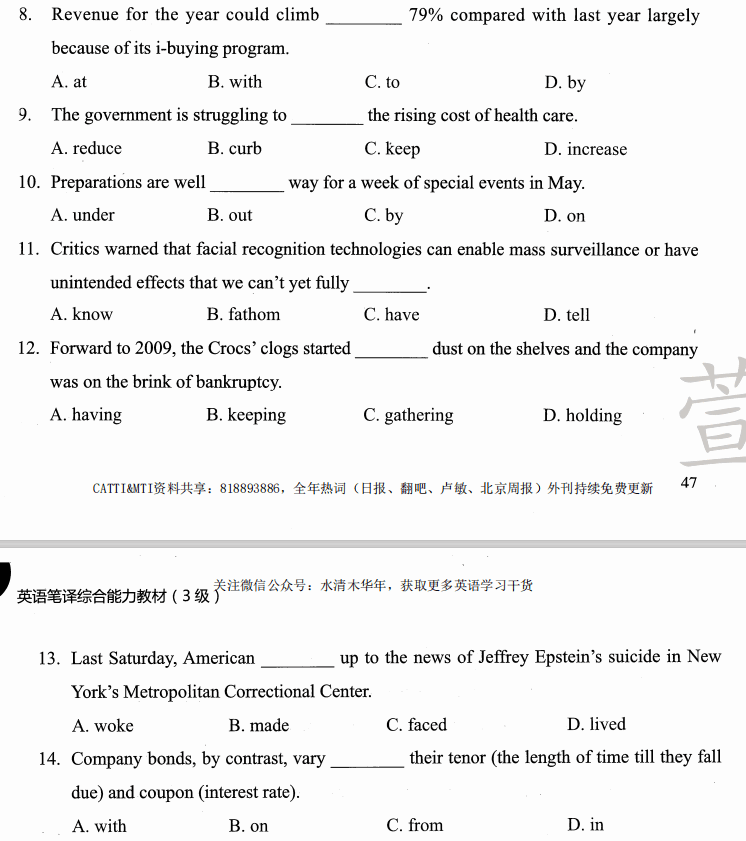 8. Revenue for the year could climb ________ 79% compared with last year largely
because of its i-buying program.
A. at B. with C. to D. by
9. The government is struggling to ________ the rising cost of health care.
A. reduce B. curb C. keep D. increase
10. Preparations are well ________ way for a week of special events in May.
A. under B. out C. by D. on
11. Critics warned that facial recognition technologies can enable mass surveillance or have
unintended effects that we can't yet fully ________.
A. know B. fathom C. have D. tell
12. Forward to 2009, the Crocs' clogs started ________ dust on the shelves and the company
was on the brink of bankruptcy.
A. having B. keeping C. gathering D. holding
萱
CATTI&MTI资料共享：818893886，全年热词（日报、翻吧、卢敏、北京周报）外刊持续免费更新 47
关注微信公众号：水清木华年，获取更多英语学习干货
英语笔译综合能力教材（3级）
13. Last Saturday, American ________ up to the news of Jeffrey Epstein's suicide in New
York's Metropolitan Correctional Center.
A. woke B. made C. faced D. lived
14. Company bonds, by contrast, vary ________ their tenor (the length of time till they fall
due) and coupon (interest rate).
A. with B. on C. from D. in